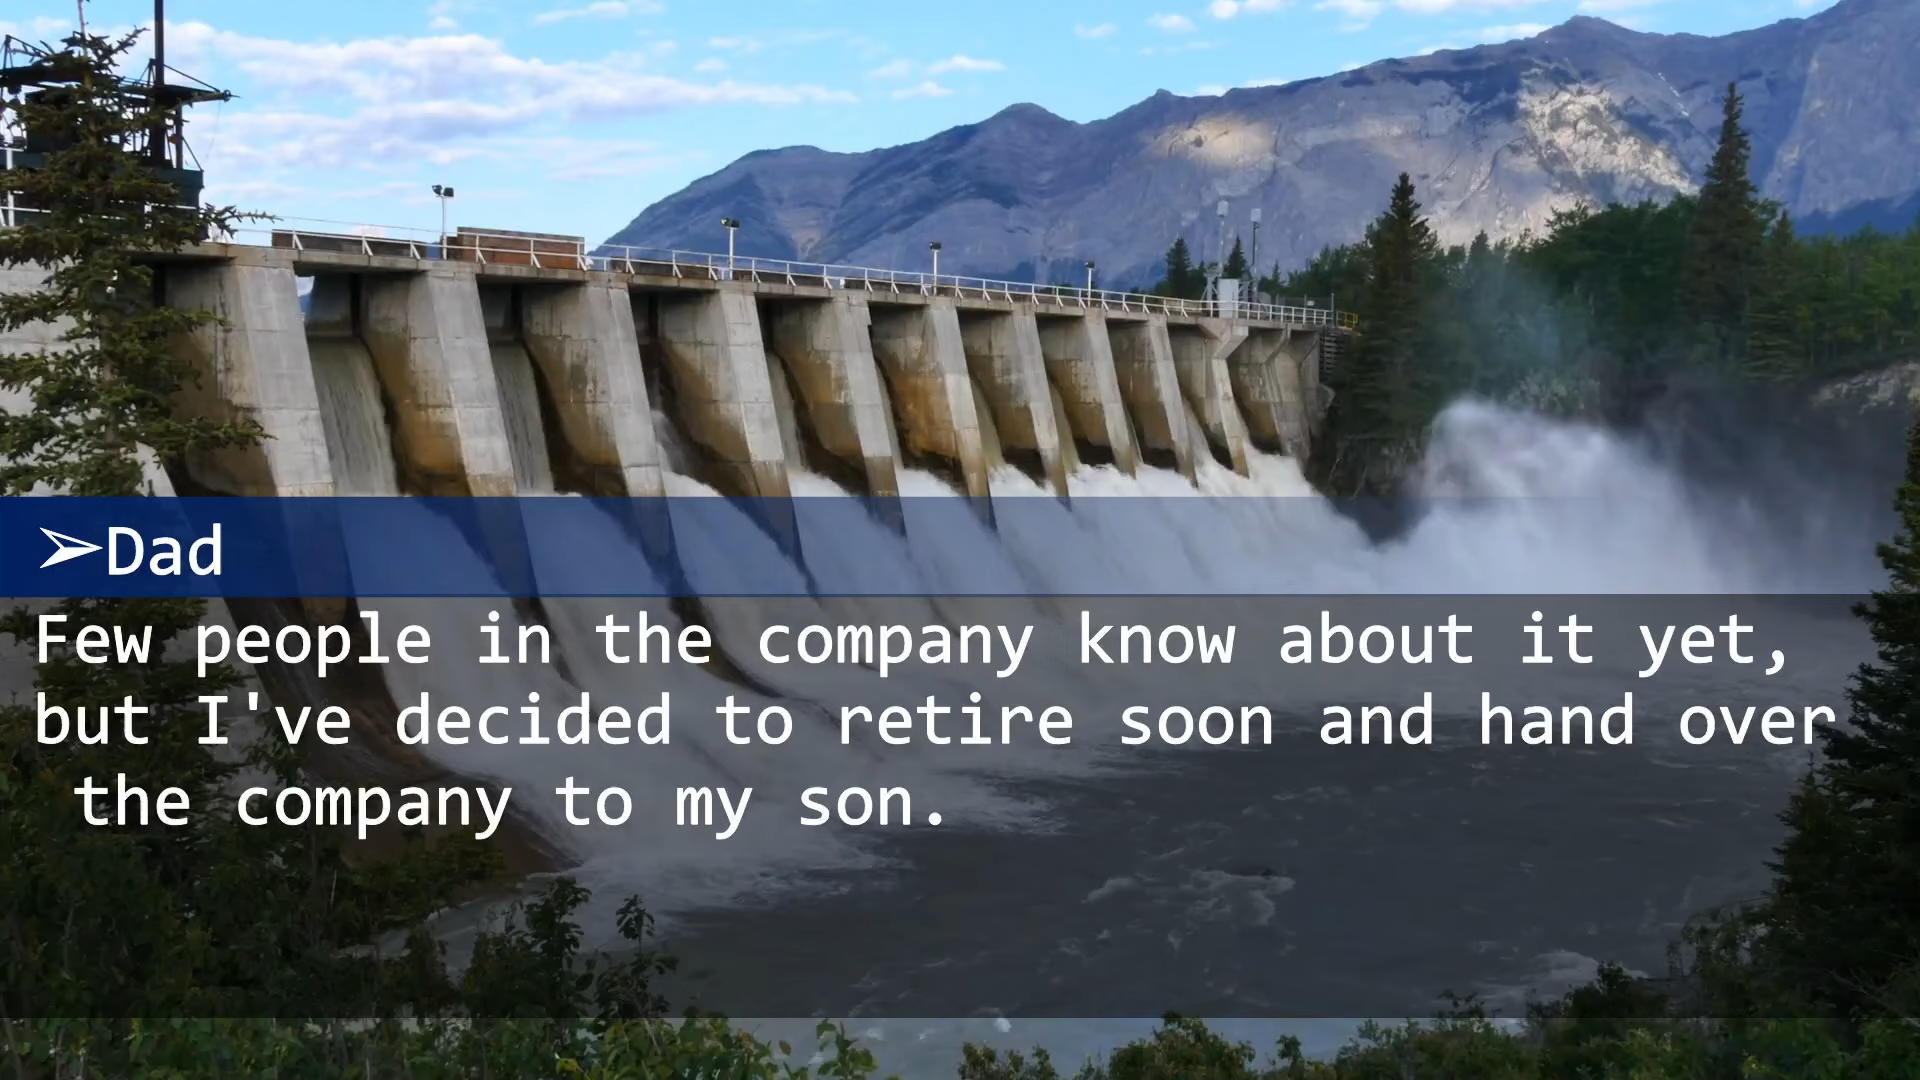 ➢Dad
Few people in the company know about it yet,
but I've decided to retire soon and hand over
the company to my son.